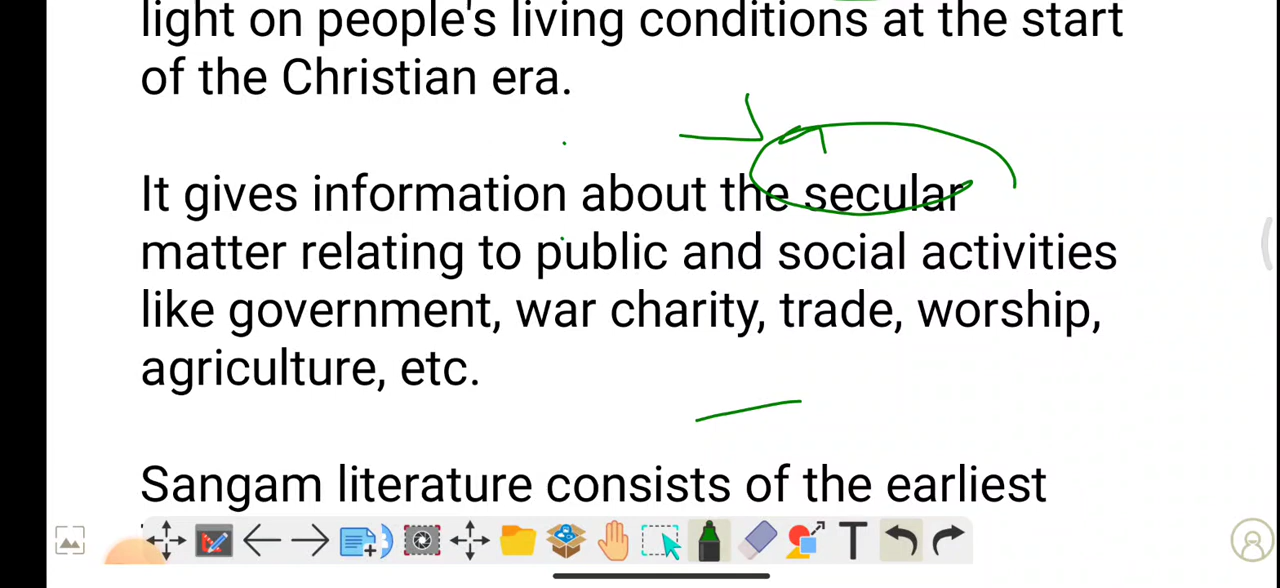 light on people's living conditions at the start
of the Christian era.
It gives information about the secular
matter relating to public and social activities
like government, war charity, trade, worship,
agriculture, etc.
Sangam literature consists of the earliest
T